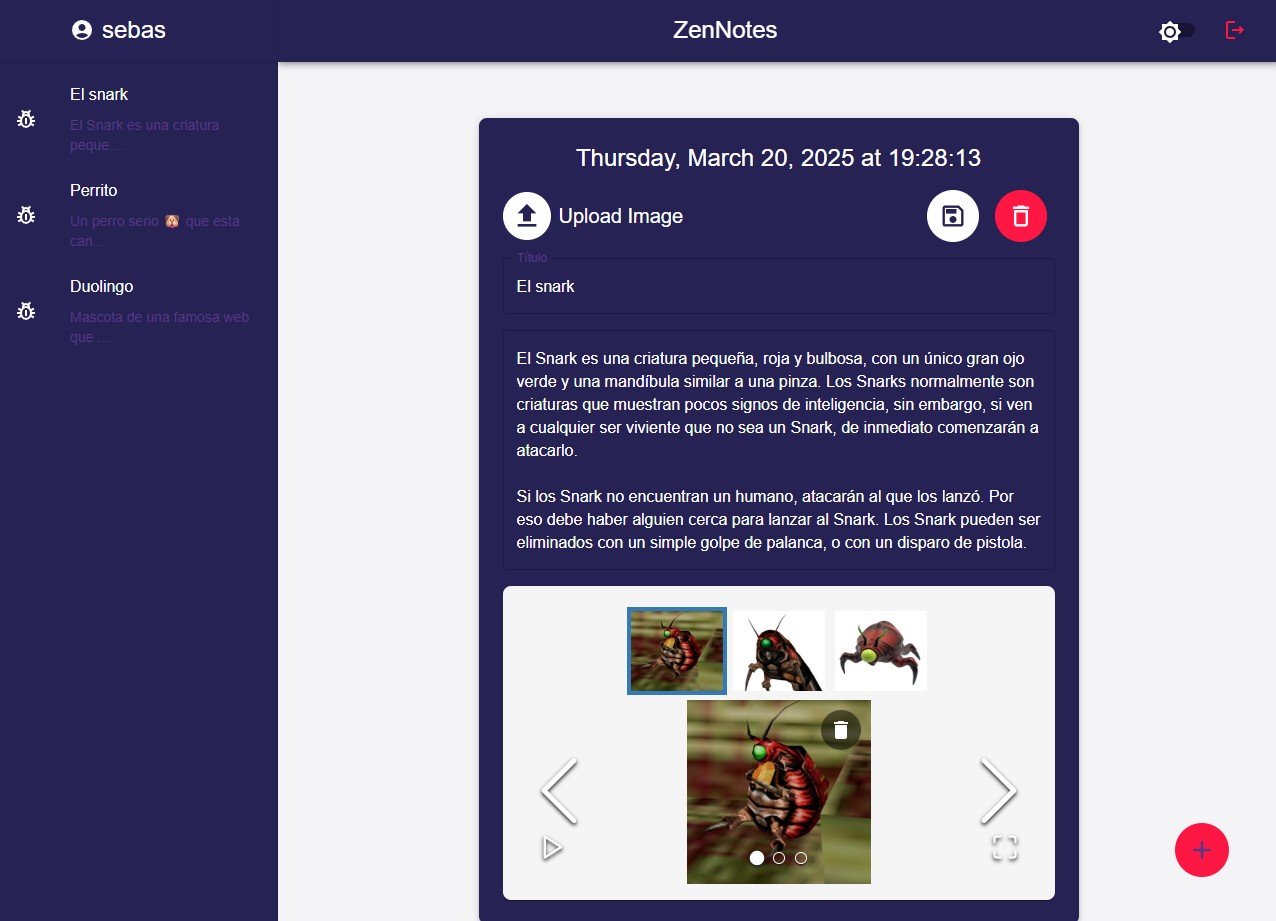 sebas
ZenNotes
El snark
El Snark es una criatura
peque....
Perrito
Un perro serio 🐶 que esta
can....
Duolingo
Mascota de una famosa web
que ....
Thursday, March 20, 2025 at 19:28:13
Upload Image
Título
El snark
El Snark es una criatura pequeña, roja y bulbosa, con un único gran ojo
verde y una mandíbula similar a una pinza. Los Snarks normalmente son
criaturas que muestran pocos signos de inteligencia, sin embargo, si ven
a cualquier ser viviente que no sea un Snark, de inmediato comenzarán a
atacarlo.
Si los Snark no encuentran un humano, atacarán al que los lanzó. Por
eso debe haber alguien cerca para lanzar al Snark. Los Snark pueden ser
eliminados con un simple golpe de palanca, o con un disparo de pistola.